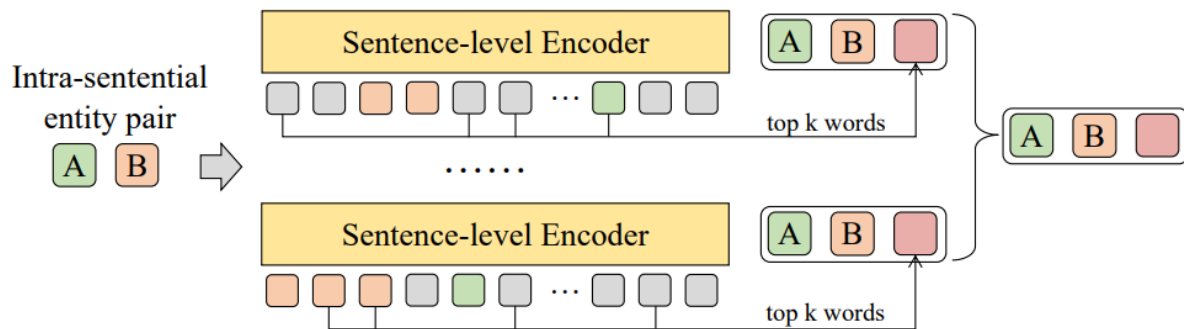 Sentence-level Encoder
A B
Intra-sentential
entity pair
A B
...
top k words
A B
......
Sentence-level Encoder
A B
...
top k words